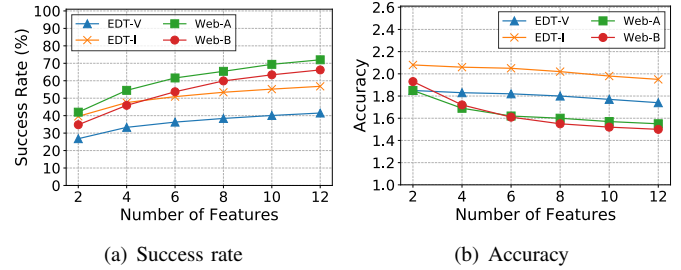 EDT-V
EDT-I
Web-A
Web-B
Success Rate (%)
100
90
80
70
60
50
40
30
20
10
0
2 4 6 8 10 12
Number of Features
(a) Success rate
EDT-V
EDT-I
Web-A
Web-B
Accuracy
2.6
2.4
2.2
2.0
1.8
1.6
1.4
1.2
1.0
2 4 6 8 10 12
Number of Features
(b) Accuracy